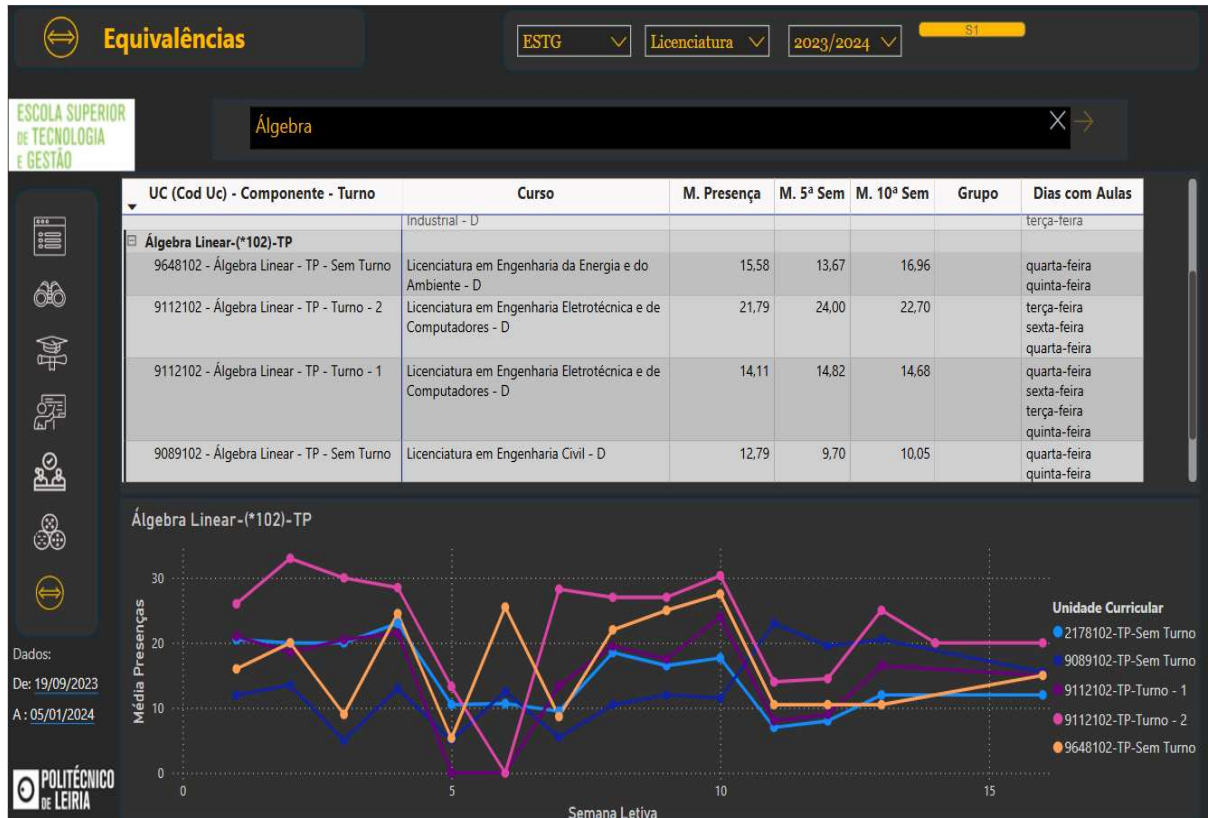 Equivalências
ESTG
Licenciatura
2023/2024
S1
ESCOLA SUPERIOR
DE TECNOLOGIA
E GESTÃO
Álgebra
UC (Cod Uc) - Componente - Turno Curso M. Presença M. 5ª Sem M. 10ª Sem Grupo Dias com Aulas
Industrial - D terça-feira
Álgebra Linear-(*102)-TP
9648102 - Álgebra Linear - TP - Sem Turno Licenciatura em Engenharia da Energia e do 15,58 13,67 16,96 quarta-feira
Ambiente - D quinta-feira
9112102 - Álgebra Linear - TP - Turno - 2 Licenciatura em Engenharia Eletrotécnica e de 21,79 24,00 22,70 terça-feira
Computadores - D sexta-feira
quarta-feira
9112102 - Álgebra Linear - TP - Turno - 1 Licenciatura em Engenharia Eletrotécnica e de 14,11 14,82 14,68 quarta-feira
Computadores - D sexta-feira
terça-feira
quinta-feira
9089102 - Álgebra Linear - TP - Sem Turno Licenciatura em Engenharia Civil - D 12,79 9,70 10,05 quarta-feira
quinta-feira
Álgebra Linear-(*102)-TP
Média Presenças
30
20
10
0
0 5 10 15
Semana Letiva
Unidade Curricular
2178102-TP-Sem Turno
9089102-TP-Sem Turno
9112102-TP-Turno - 1
9112102-TP-Turno - 2
9648102-TP-Sem Turno
Dados:
De: 19/09/2023
A : 05/01/2024
POLITÉCNICO
DE LEIRIA